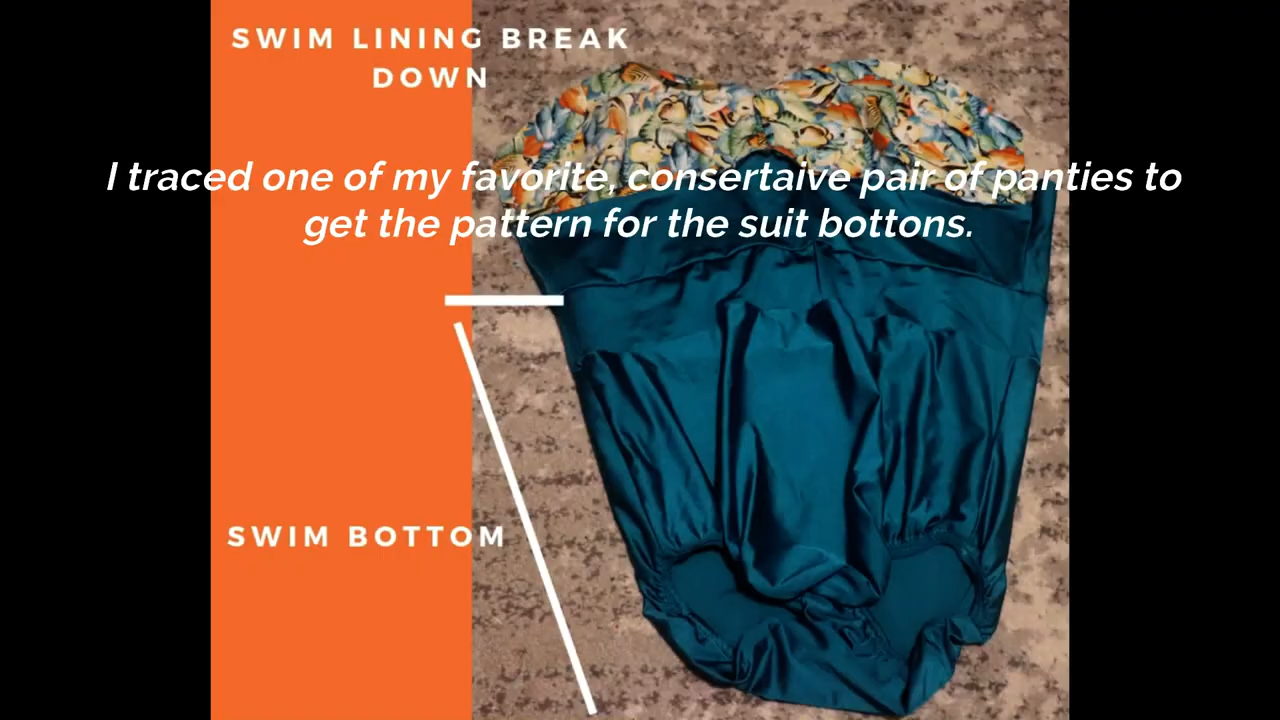 SWIM LINING BREAK
DOWN
I traced one of my favorite, consertaive pair of panties to
get the pattern for the suit bottons.
SWIM BOTTOM